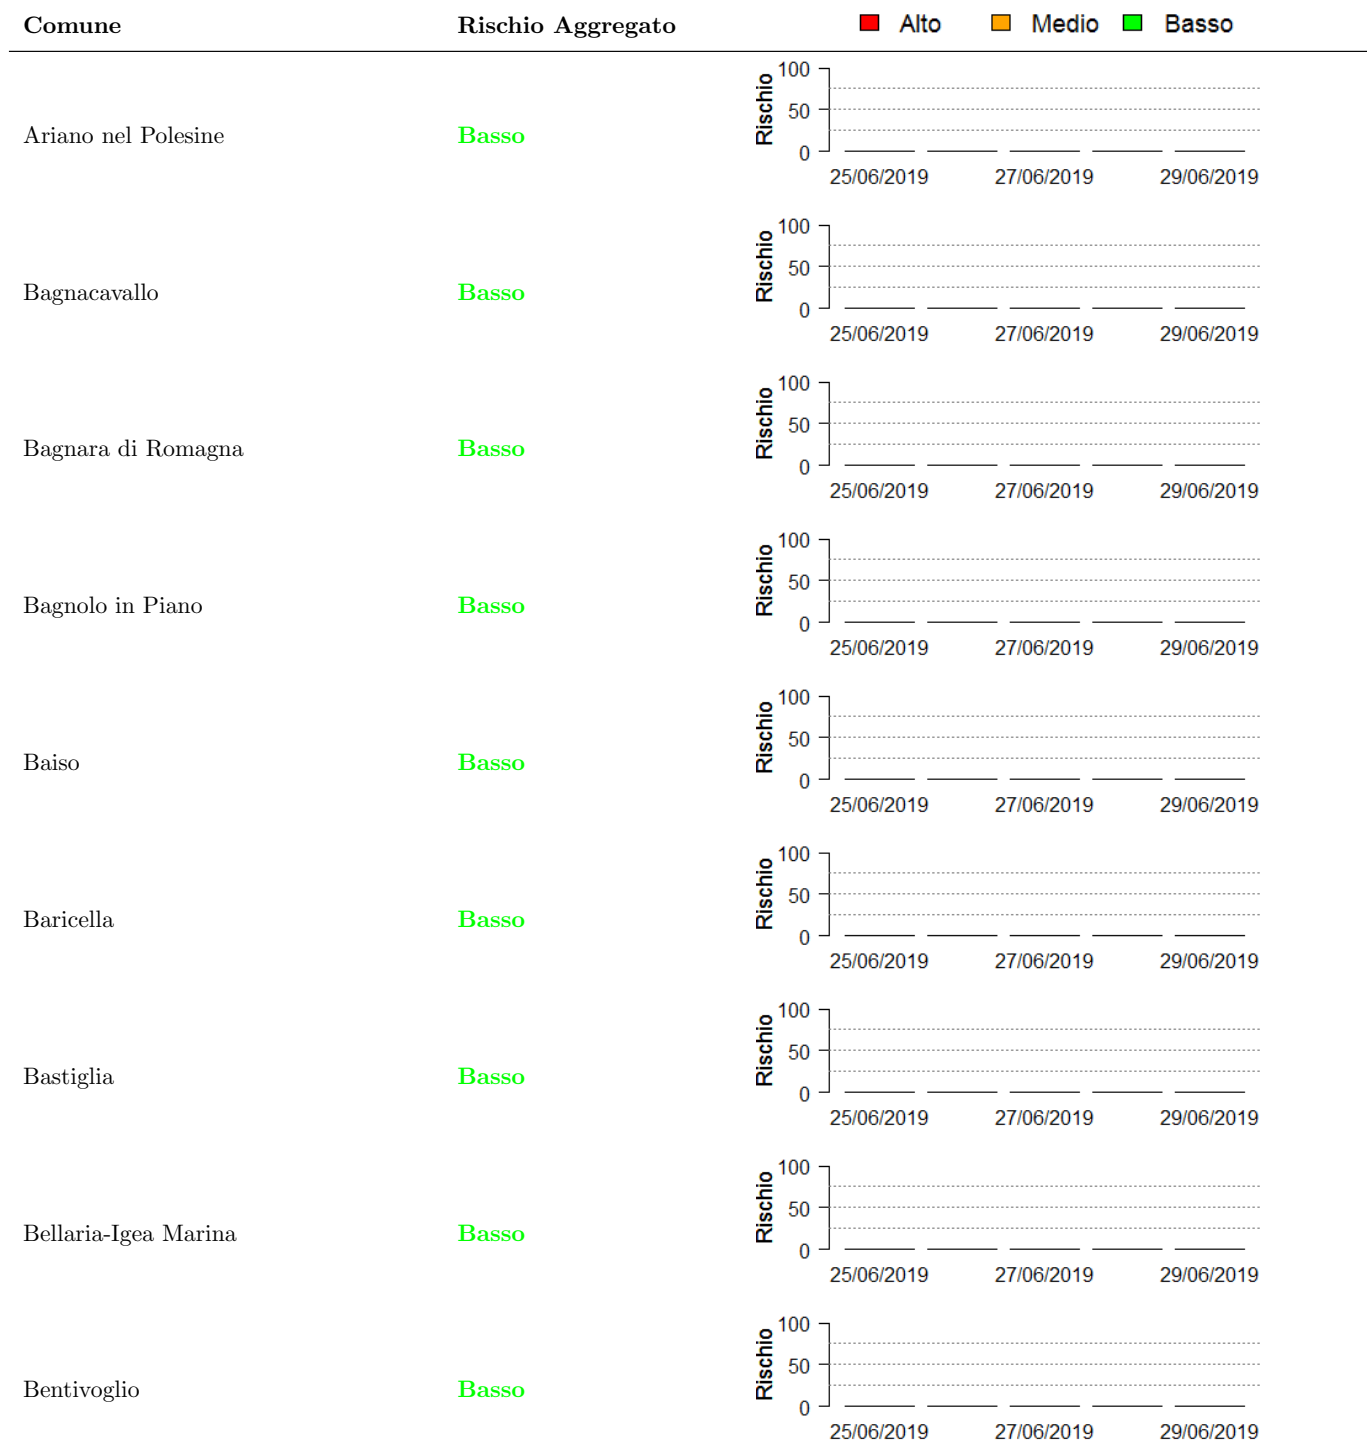 Comune Rischio Aggregato Alto Medio Basso
100
50
0
Rischio
Ariano nel Polesine Basso
25/06/2019 27/06/2019 29/06/2019
100
50
0
Rischio
Bagnacavallo Basso
25/06/2019 27/06/2019 29/06/2019
100
50
0
Rischio
Bagnara di Romagna Basso
25/06/2019 27/06/2019 29/06/2019
100
50
0
Rischio
Bagnolo in Piano Basso
25/06/2019 27/06/2019 29/06/2019
100
50
0
Rischio
Baiso Basso
25/06/2019 27/06/2019 29/06/2019
100
50
0
Rischio
Baricella Basso
25/06/2019 27/06/2019 29/06/2019
100
50
0
Rischio
Bastiglia Basso
25/06/2019 27/06/2019 29/06/2019
100
50
0
Rischio
Bellaria-Igea Marina Basso
25/06/2019 27/06/2019 29/06/2019
100
50
0
Rischio
Bentivoglio Basso
25/06/2019 27/06/2019 29/06/2019